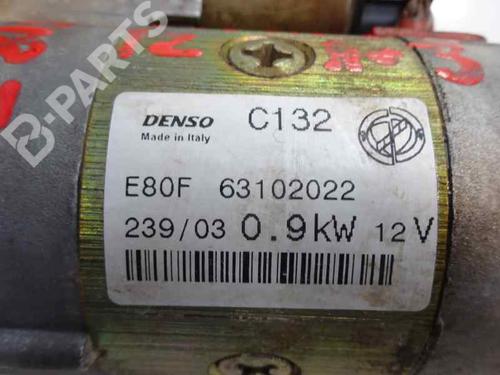 B-PARTS
DENSO C132
Made in Italy
E80F 63102022
239/03 0.9kW 12V